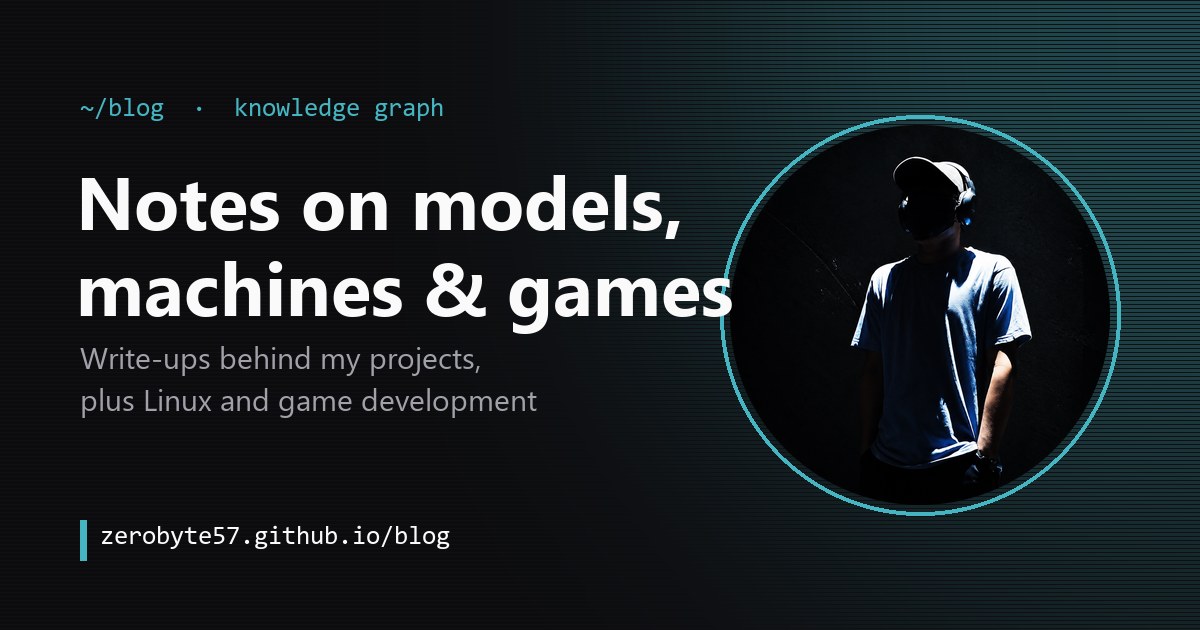 ~/blog · knowledge graph
Notes on models,
machines & games
Write-ups behind my projects,
plus Linux and game development
zerobyte57.github.io/blog